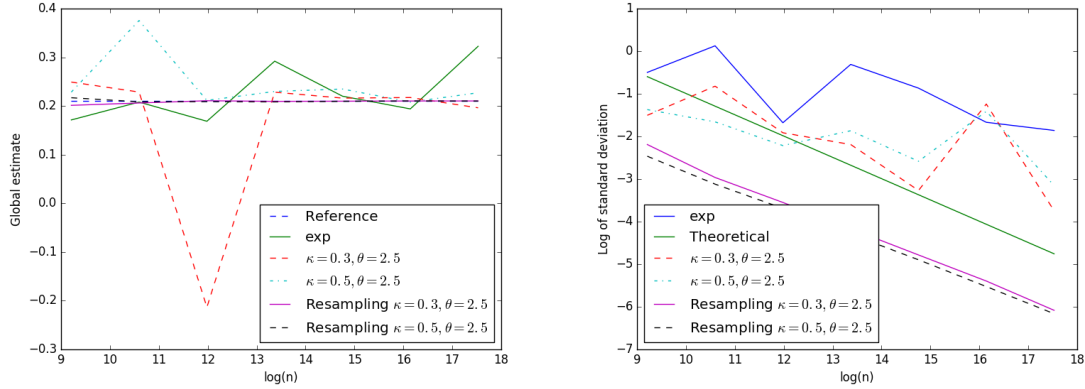 0.4
0.3
0.2
0.1
0.0
−0.1
−0.2
−0.3
Global estimate
9 10 11 12 13 14 15 16 17 18
log(n)
Reference
exp
κ = 0.3, θ = 2.5
κ = 0.5, θ = 2.5
Resampling κ = 0.3, θ = 2.5
Resampling κ = 0.5, θ = 2.5
1
0
−1
−2
−3
−4
−5
−6
−7
Log of standard deviation
9 10 11 12 13 14 15 16 17 18
log(n)
exp
Theoretical
κ = 0.3, θ = 2.5
κ = 0.5, θ = 2.5
Resampling κ = 0.3, θ = 2.5
Resampling κ = 0.5, θ = 2.5